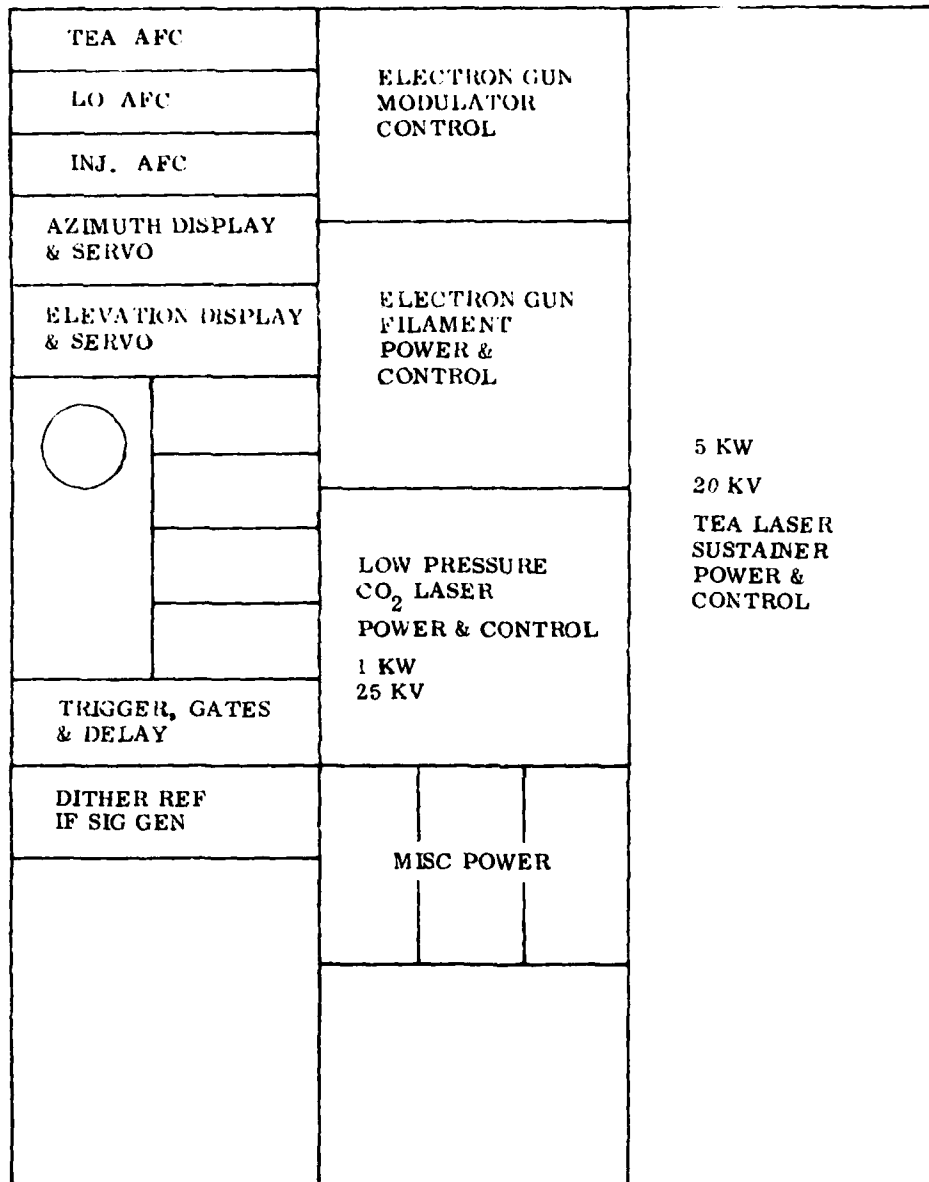 TEA AFC
LO AFC
INJ. AFC
AZIMUTH DISPLAY
& SERVO
ELEVATION DISPLAY
& SERVO
TRIGGER, GATES
& DELAY
DITHER REF
IF SIG GEN
ELECTRON GUN
MODULATOR
CONTROL
ELECTRON GUN
FILAMENT
POWER &
CONTROL
LOW PRESSURE
CO₂ LASER
POWER & CONTROL
1 KW
25 KV
MISC POWER
5 KW
20 KV
TEA LASER
SUSTAINER
POWER &
CONTROL